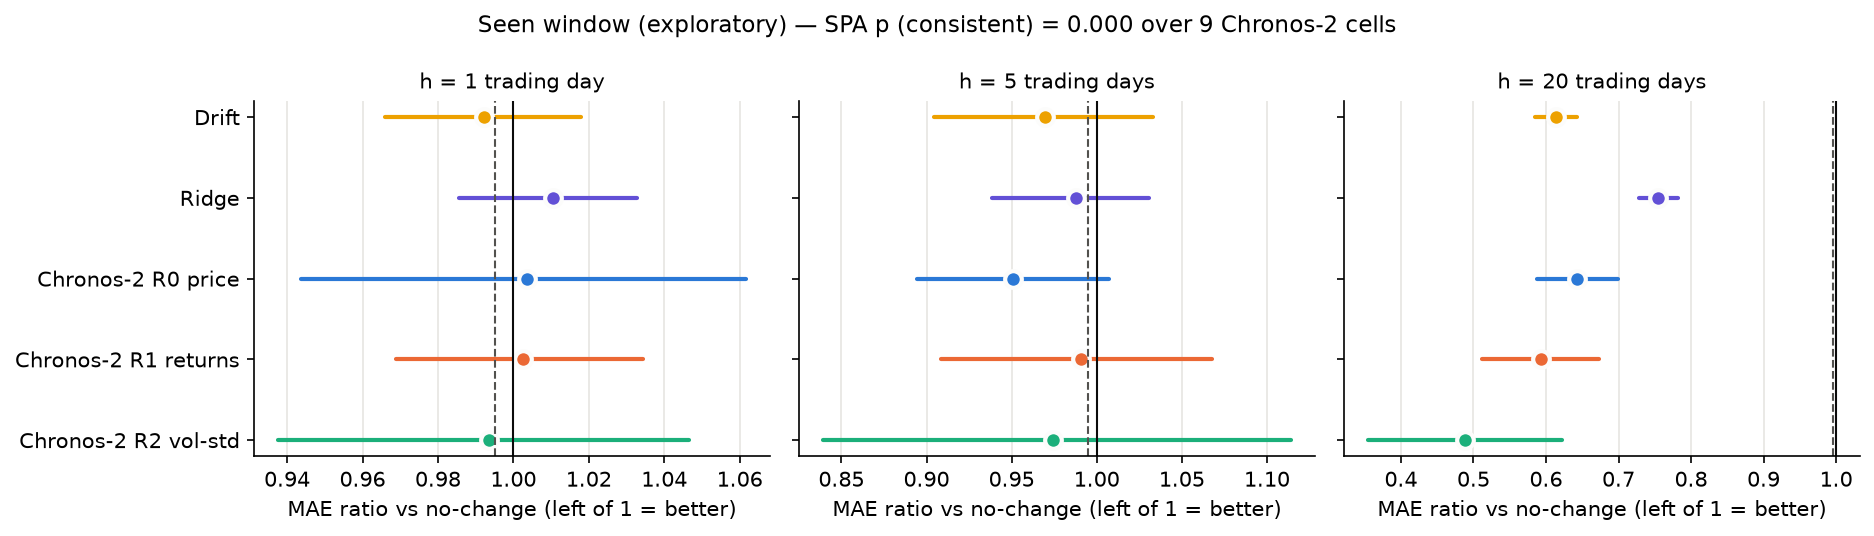 Seen window (exploratory) — SPA p (consistent) = 0.000 over 9 Chronos-2 cells
h = 1 trading day
h = 5 trading days
h = 20 trading days
Drift
Ridge
Chronos-2 R0 price
Chronos-2 R1 returns
Chronos-2 R2 vol-std
0.94 0.96 0.98 1.00 1.02 1.04 1.06
0.85 0.90 0.95 1.00 1.05 1.10
0.4 0.5 0.6 0.7 0.8 0.9 1.0
MAE ratio vs no-change (left of 1 = better)
MAE ratio vs no-change (left of 1 = better)
MAE ratio vs no-change (left of 1 = better)